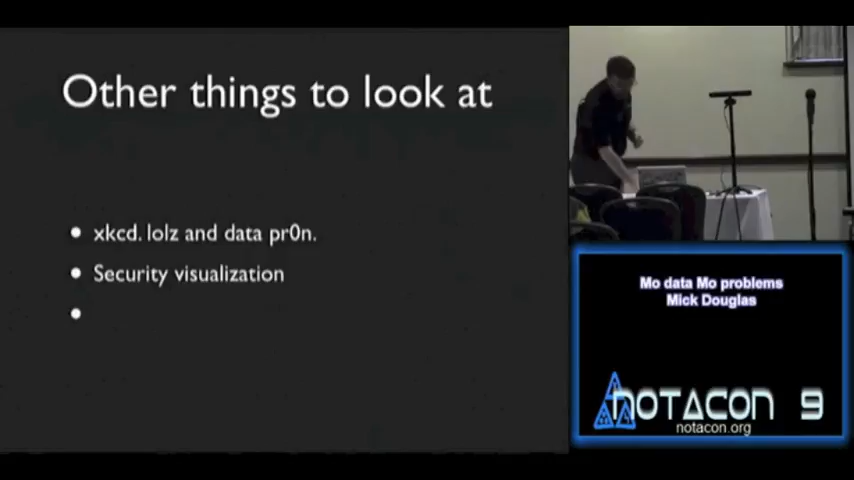 Other things to look at
xkcd. lolz and data pr0n.
Security visualization
Mo data Mo problems
Mick Douglas
NOTACON 9
notacon.org